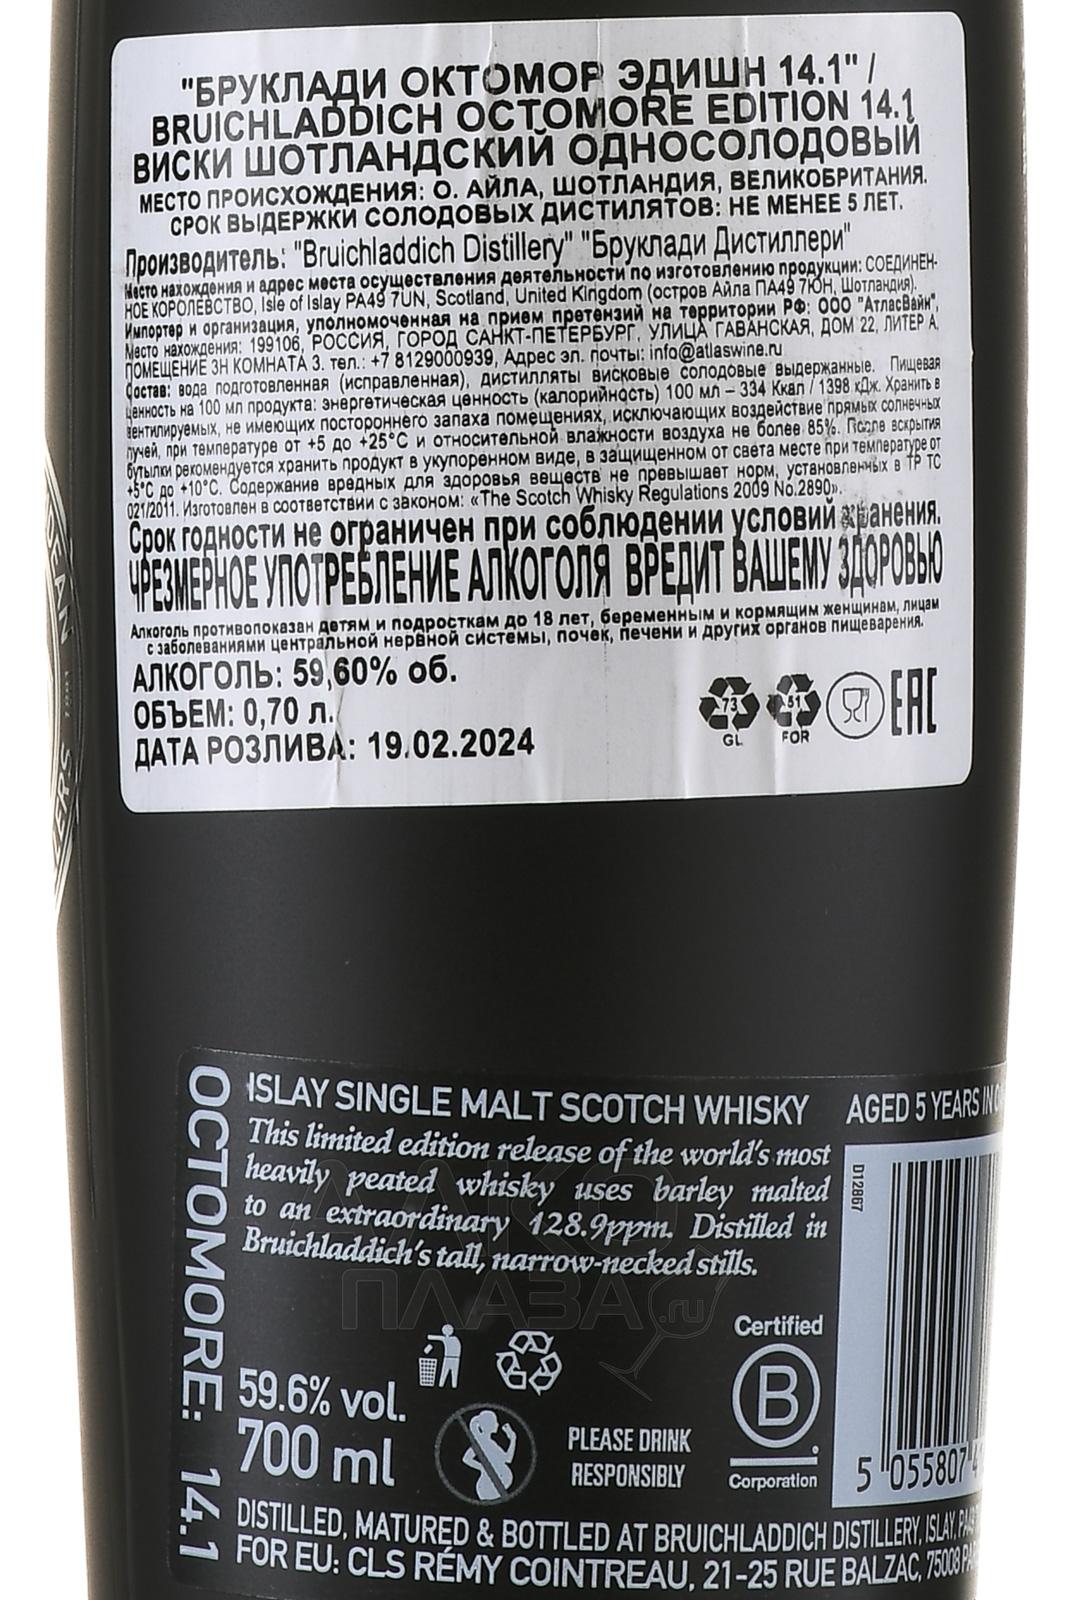 "БРУКЛАДИ ОКТОМОР ЭДИШН 14.1" /
BRUICHLADDICH OCTOMORE EDITION 14.1
ВИСКИ ШОТЛАНДСКИЙ ОДНОСОЛОДОВЫЙ
МЕСТО ПРОИСХОЖДЕНИЯ: О. АЙЛА, ШОТЛАНДИЯ, ВЕЛИКОБРИТАНИЯ.
СРОК ВЫДЕРЖКИ СОЛОДОВЫХ ДИСТИЛЯТОВ: НЕ МЕНЕЕ 5 ЛЕТ.
Производитель: "Bruichladdich Distillery" "Бруклади Дистиллери"
Место нахождения и адрес места осуществления деятельности по изготовлению продукции: СОЕДИНЕН-
НОЕ КОРОЛЕВСТВО, Isle of Islay PA49 7UN, Scotland, United Kingdom (остров Айла ПА49 7ЮН, Шотландия).
Импортер и организация, уполномоченная на прием претензий на территории РФ: ООО "АтласВайн",
Место нахождения: 199106, РОССИЯ, ГОРОД САНКТ-ПЕТЕРБУРГ, УЛИЦА ГАВАНСКАЯ, ДОМ 22, ЛИТЕР А,
ПОМЕЩЕНИЕ 3Н КОМНАТА 3. тел.: +7 8129000939, Адрес эл. почты: info@atlaswine.ru
Состав: вода подготовленная (исправленная), дистилляты висковые солодовые выдержанные. Пищевая
ценность на 100 мл продукта: энергетическая ценность (калорийность) 100 мл – 334 Ккал / 1398 кДж. Хранить в
вентилируемых, не имеющих постороннего запаха помещениях, исключающих воздействие прямых солнечных
лучей, при температуре от +5 до +25°С и относительной влажности воздуха не более 85%. После вскрытия
бутылки рекомендуется хранить продукт в укупоренном виде, в защищенном от света месте при температуре от
+5°С до +10°С. Содержание вредных для здоровья веществ не превышает норм, установленных в ТР ТС
021/2011. Изготовлен в соответствии с законом: «The Scotch Whisky Regulations 2009 No.2890».
Срок годности не ограничен при соблюдении условий хранения.
ЧРЕЗМЕРНОЕ УПОТРЕБЛЕНИЕ АЛКОГОЛЯ ВРЕДИТ ВАШЕМУ ЗДОРОВЬЮ
Алкоголь противопоказан детям и подросткам до 18 лет, беременным и кормящим женщинам, лицам
с заболеваниями центральной нервной системы, почек, печени и других органов пищеварения.
АЛКОГОЛЬ: 59,60% об.
ОБЪЕМ: 0,70 л.
ДАТА РОЗЛИВА: 19.02.2024
73
GL
51
FOR
EAC
OCTOMORE: 14.1
ISLAY SINGLE MALT SCOTCH WHISKY
AGED 5 YEARS IN
This limited edition release of the world's most
heavily peated whisky uses barley malted
to an extraordinary 128.9ppm. Distilled in
Bruichladdich's tall, narrow-necked stills.
D12867
АЛКО
ПЛАЗА.ru
59.6% vol.
700 ml
PLEASE DRINK
RESPONSIBLY
Certified
B
Corporation
5 055807 4
DISTILLED, MATURED & BOTTLED AT BRUICHLADDICH DISTILLERY, ISLAY,
FOR EU: CLS RÉMY COINTREAU, 21-25 RUE BALZAC, 75008